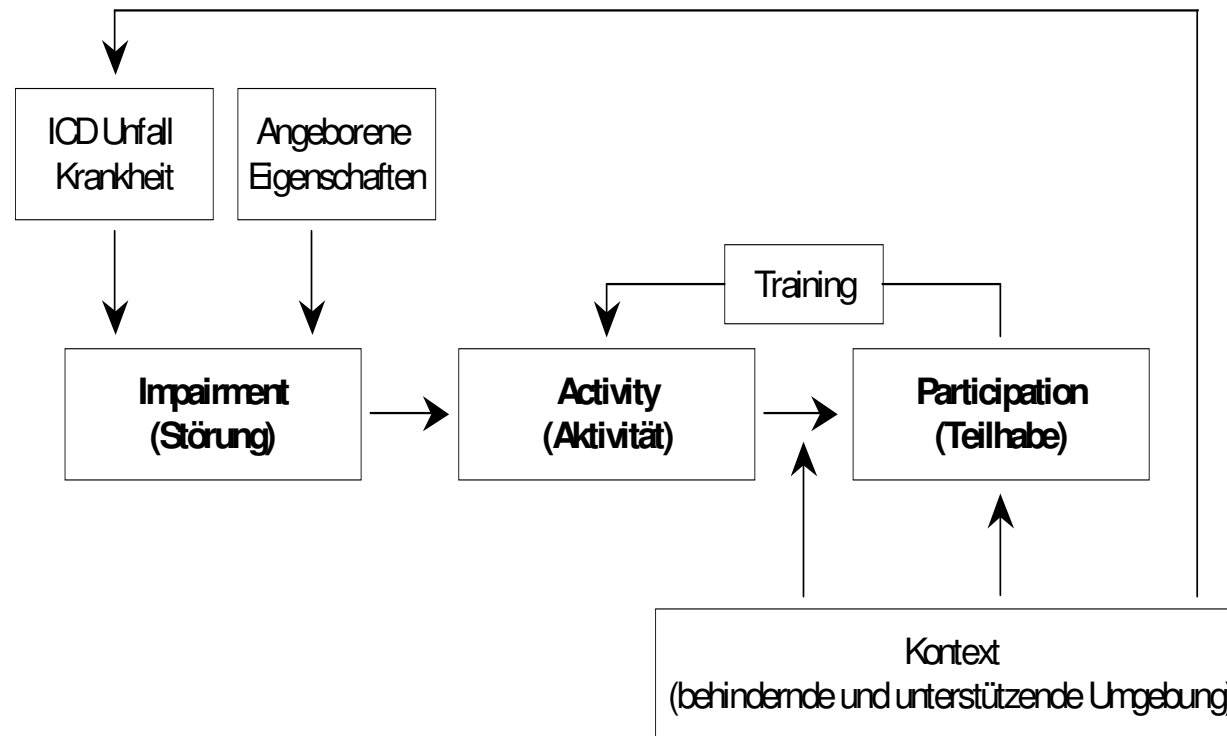 ICD Unfall
Krankheit
Angeborene
Eigenschaften
Training
Impairment
(Störung)
Activity
(Aktivität)
Participation
(Teilhabe)
Kontext
(behindernde und unterstützende Umgebung)